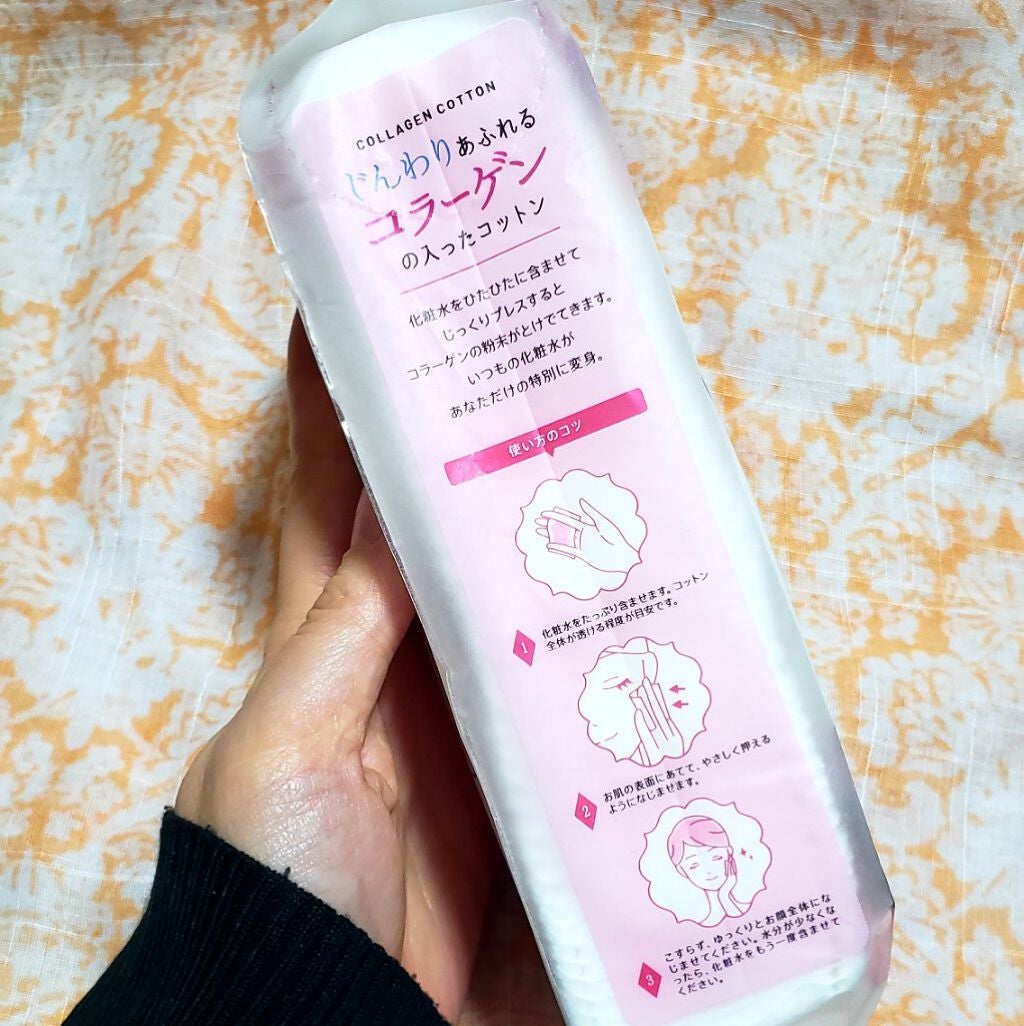 COLLAGEN COTTON
じんわりあふれる
コラーゲン
の入ったコットン
化粧水をひたひたに含ませて
じっくりプレスすると
コラーゲンの粉末がとけでてきます。
いつもの化粧水が
あなただけの特別に変身。
使い方のコツ
1
化粧水をたっぷり含ませます。コットン
全体が透ける程度が目安です。
2
お肌の表面にあてて、やさしく押える
ようになじませます。
3
こすらず、ゆっくりとお顔全体にな
じませてください。水分が少なくな
ったら、化粧水をもう一度含ませて
ください。